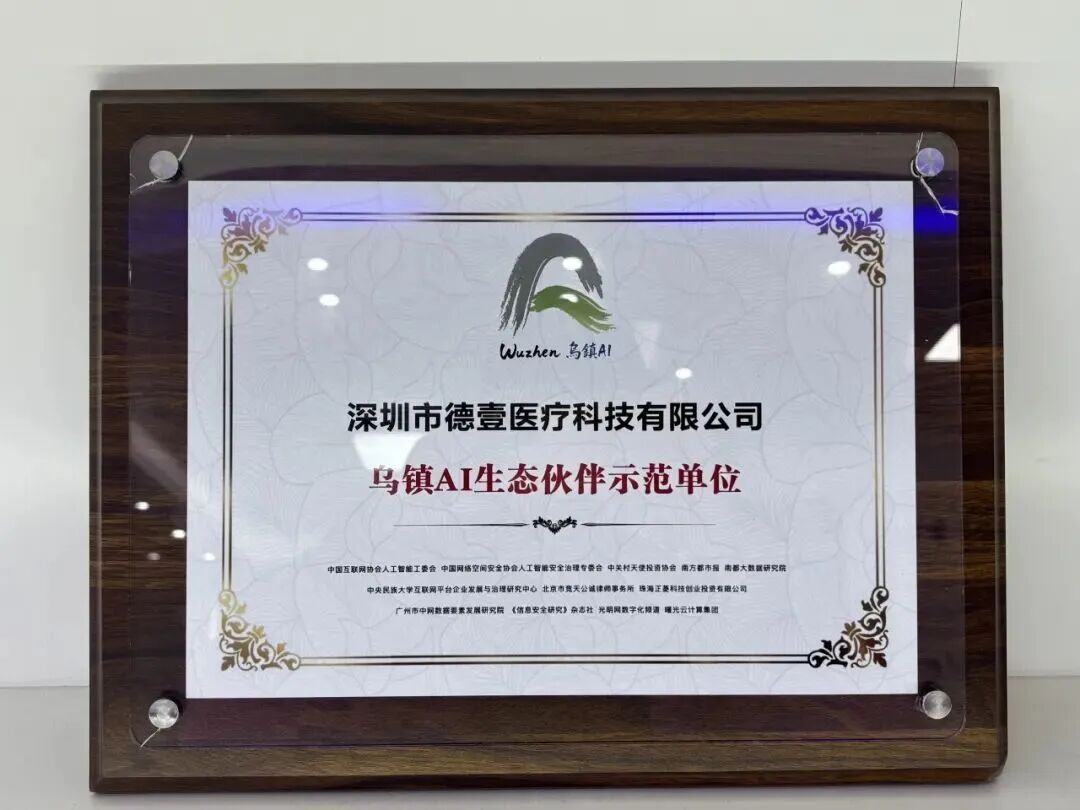 Wuzhen 乌镇AI
深圳市德壹医疗科技有限公司
乌镇AI生态伙伴示范单位
中国互联网协会人工智能工委会 中国网络空间安全协会人工智能安全治理专委会 中关村天使投资协会 南方都市报 南都大数据研究院
中央民族大学互联网平台企业发展与治理研究中心 北京市竞天公诚律师事务所 珠海正菱科技创业投资有限公司
广州市中网数据要素发展研究院 《信息安全研究》杂志社 光明网数字化频道 曙光云计算集团